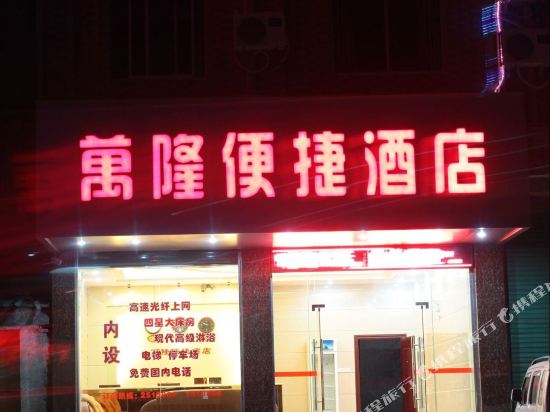 萬隆便捷酒店
内设
高速光纤上网
四星大床房
现代高级淋浴
电梯 停车场
免费国内电话
@携程旅行